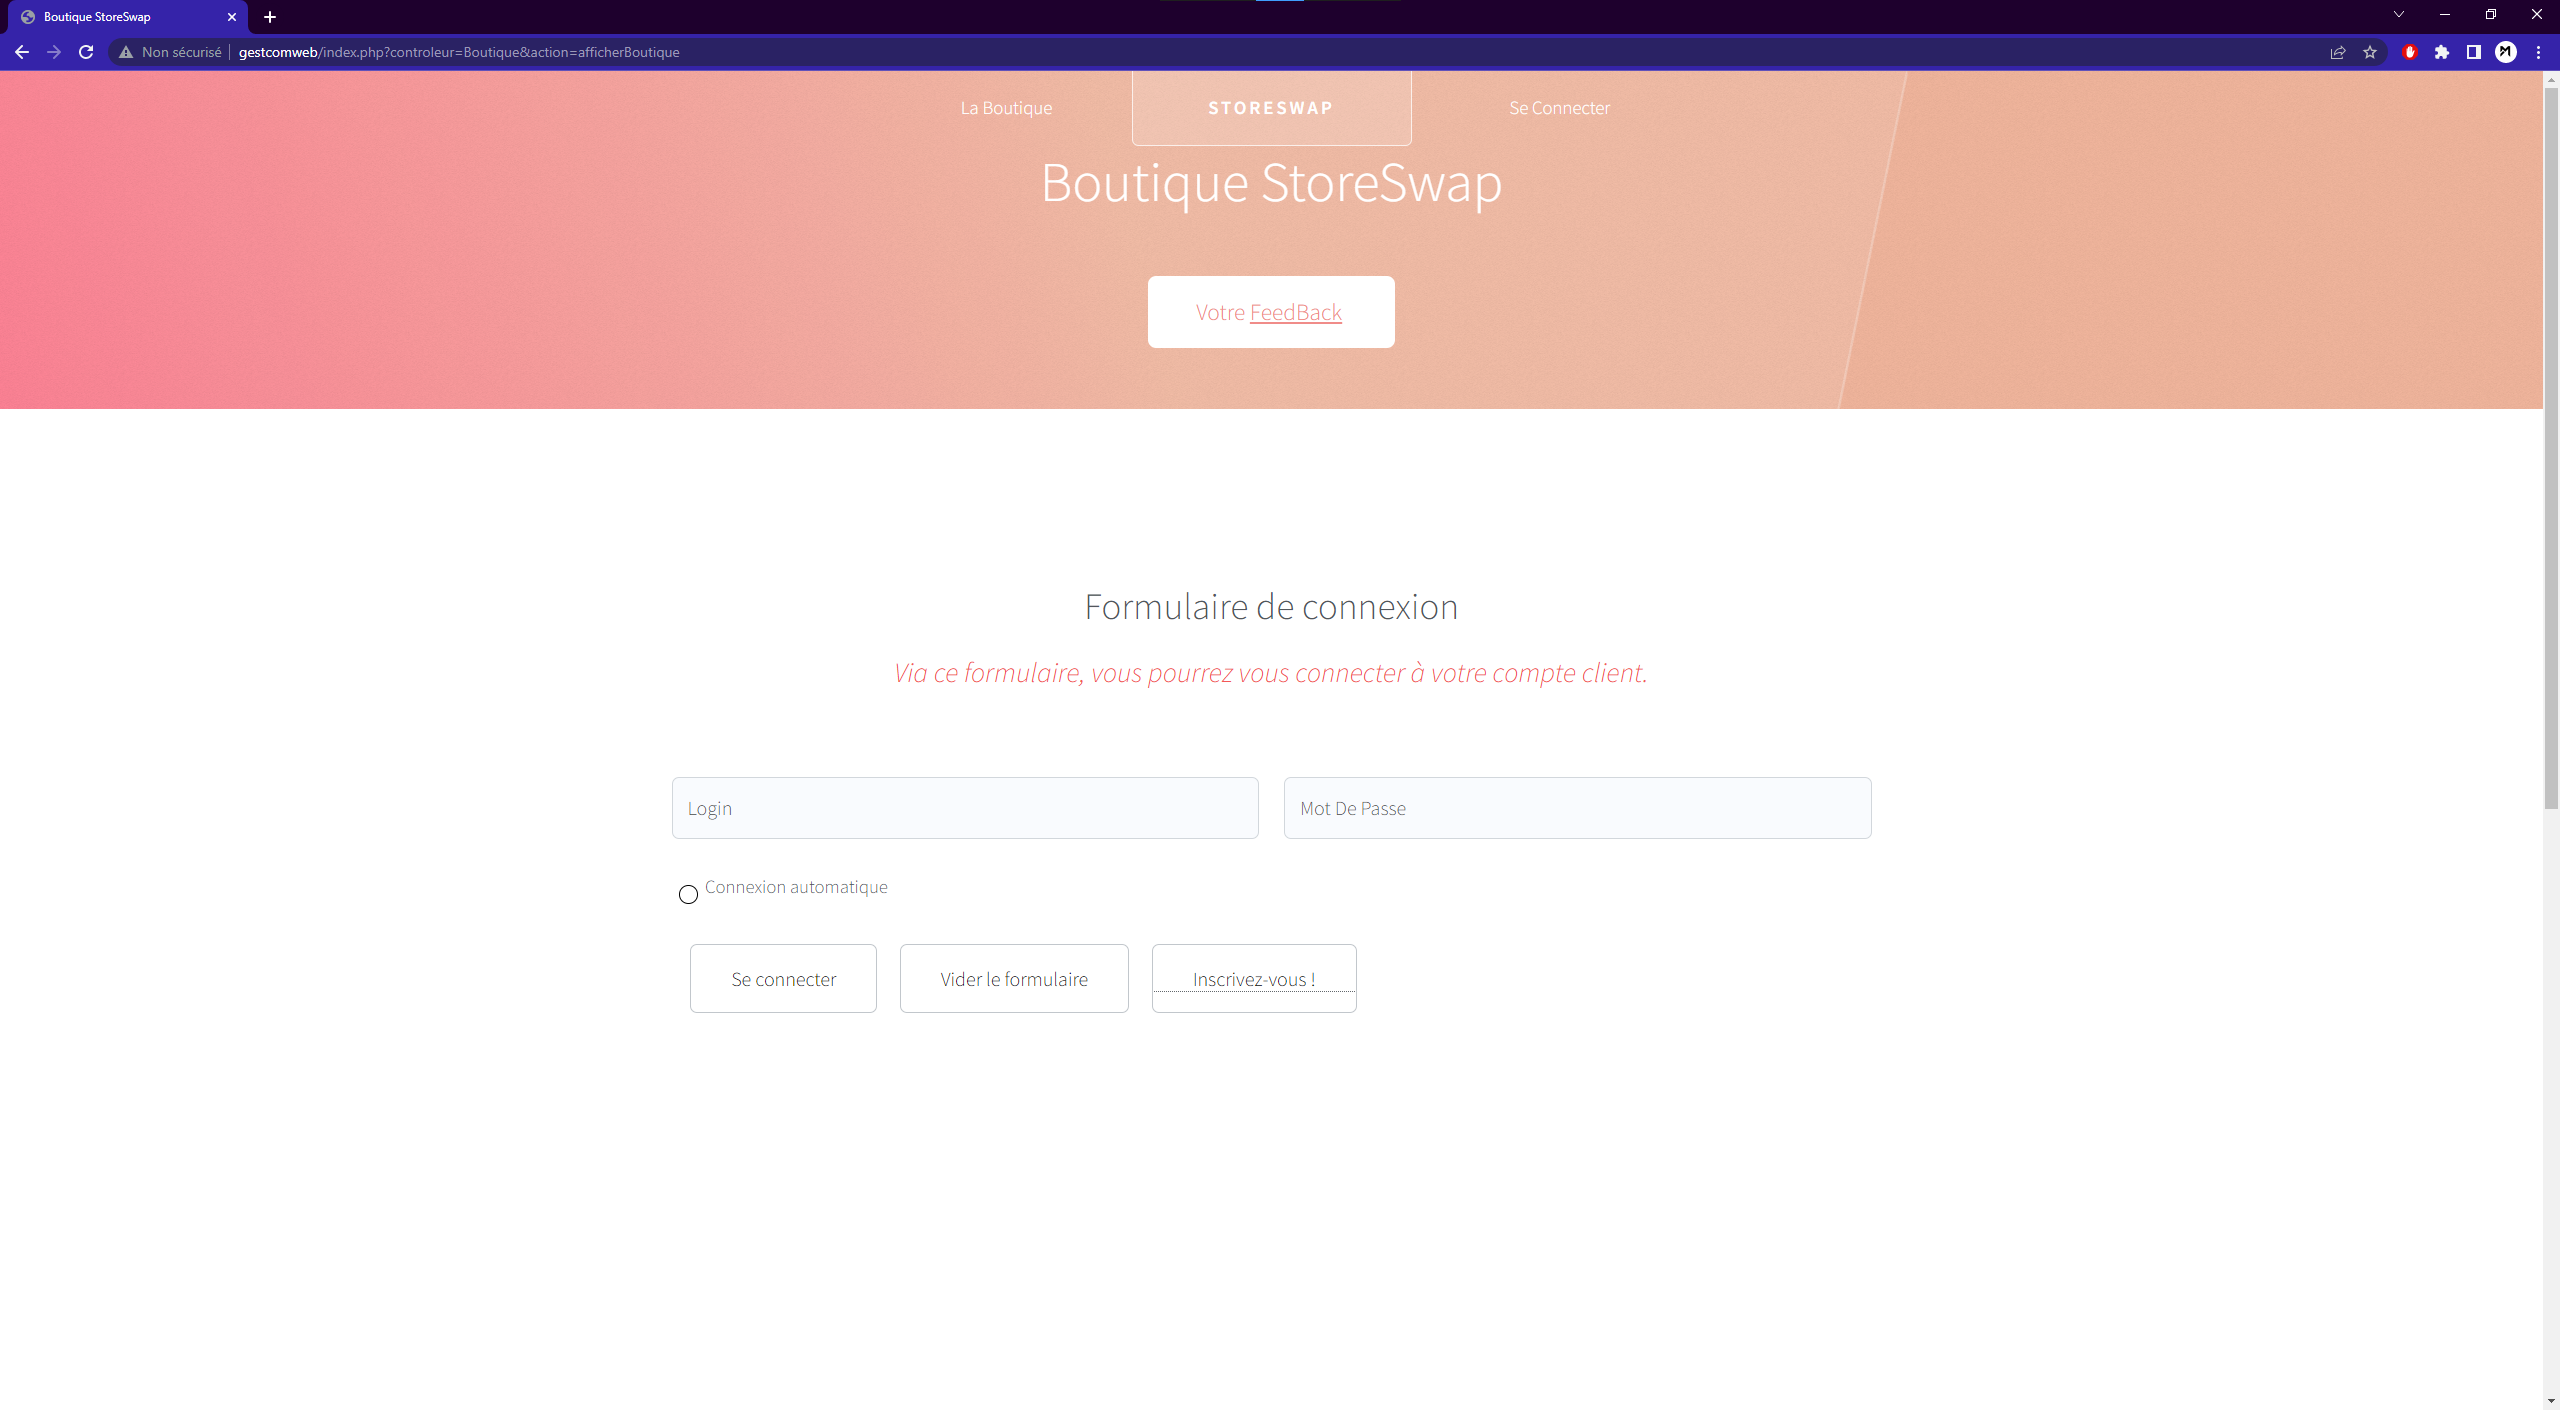 Boutique StoreSwap
Non sécurisé
gestcomweb/index.php?controleur=Boutique&action=afficherBoutique
La Boutique
STORESWAP
Se Connecter
Boutique StoreSwap
Votre FeedBack
Formulaire de connexion
Via ce formulaire, vous pourrez vous connecter à votre compte client.
Login
Mot De Passe
Connexion automatique
Se connecter
Vider le formulaire
Inscrivez-vous !